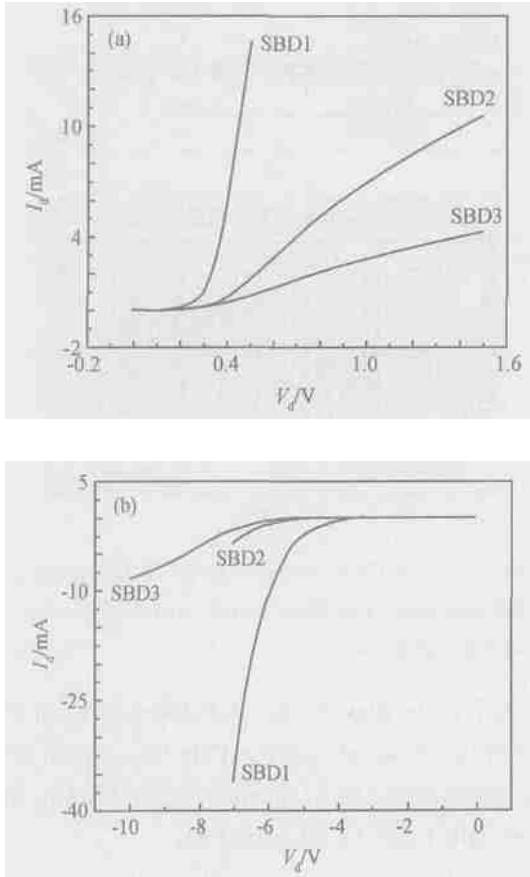 16
(a)
SBD1
10
SBD2
I_d/mA
4
SBD3
-2
-0.2 0.4 1.0 1.6
V_d/V
5
(b)
SBD2
SBD3
-10
I_d/mA
-25
SBD1
-40
-10 -8 -6 -4 -2 0
V_d/V